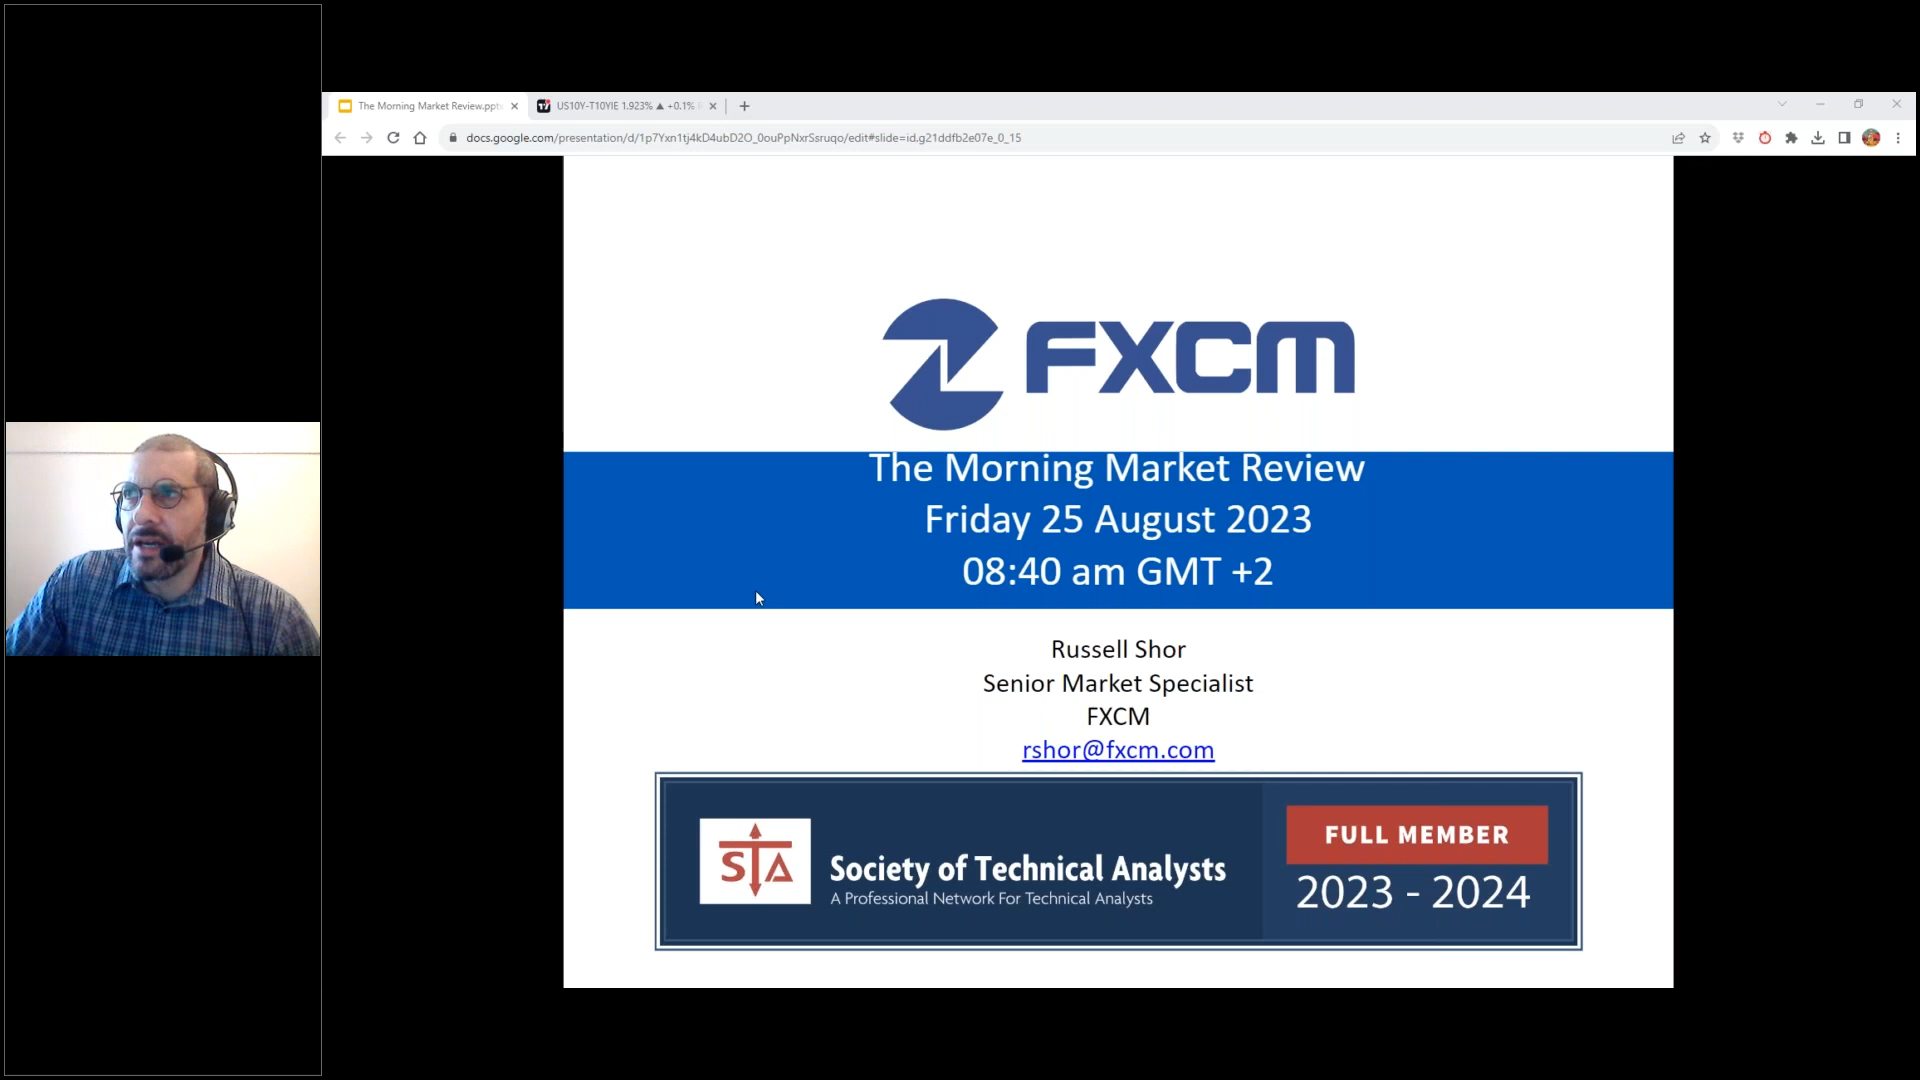 The Morning Market Review.ppt
US10Y-T10YIE 1.923% ▲ +0.1%
docs.google.com/presentation/d/1p7Yxn1tj4kD4ubD2O_0ouPpNxrSsruqo/edit#slide=id.g21ddfb2e07e_0_15
FXCM
The Morning Market Review
Friday 25 August 2023
08:40 am GMT +2
Russell Shor
Senior Market Specialist
FXCM
rshor@fxcm.com
STA
Society of Technical Analysts
A Professional Network For Technical Analysts
FULL MEMBER
2023 - 2024